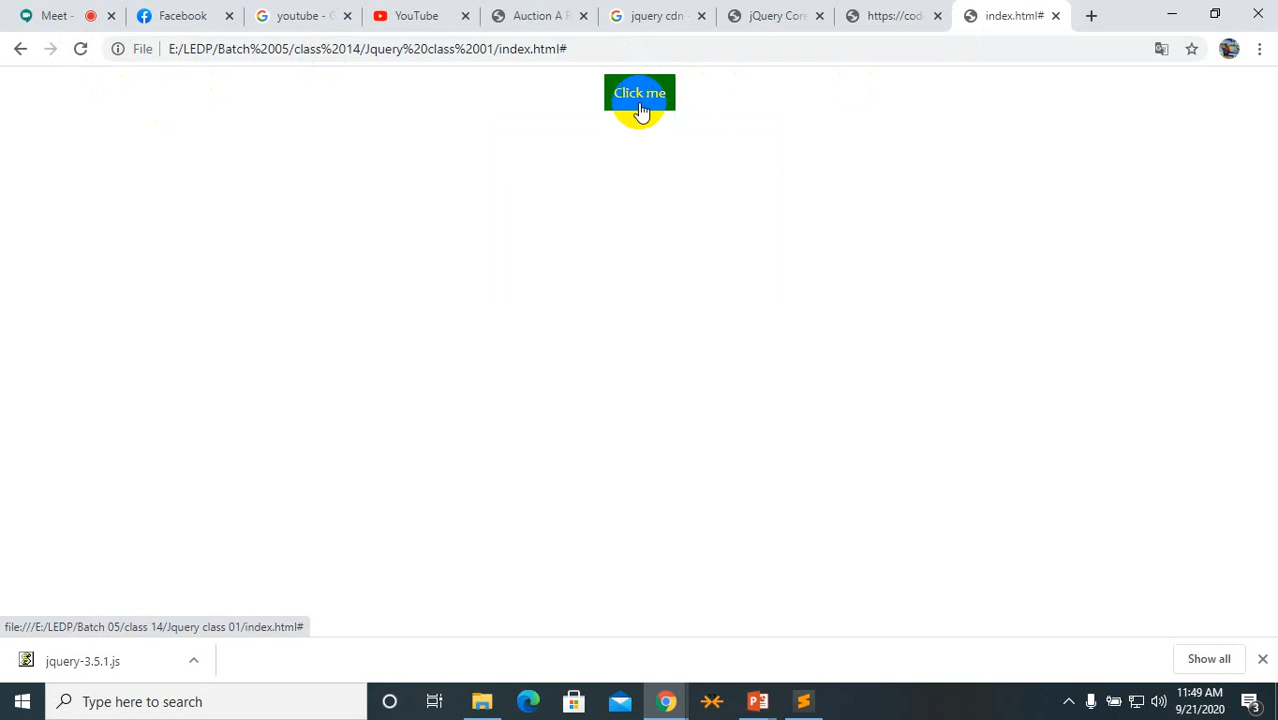 Meet -
Facebook
youtube - G
YouTube
Auction A F
jquery cdn
jQuery Core
https://cod
index.html#
File
E:/LEDP/Batch%2005/class%2014/Jquery%20class%2001/index.html#
Click me
file:///E:/LEDP/Batch 05/class 14/Jquery class 01/index.html#
jquery-3.5.1.js
Show all
Type here to search
11:49 AM
9/21/2020
3